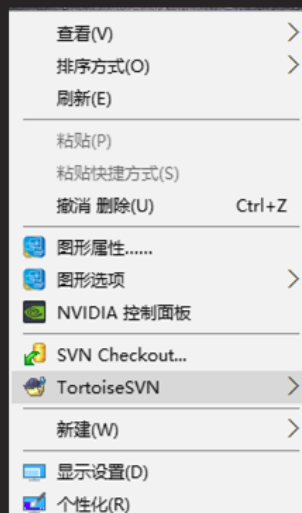 查看(V)
排序方式(O)
刷新(E)
粘贴(P)
粘贴快捷方式(S)
撤消 删除(U) Ctrl+Z
图形属性......
图形选项
NVIDIA 控制面板
SVN Checkout...
TortoiseSVN
新建(W)
显示设置(D)
个性化(R)